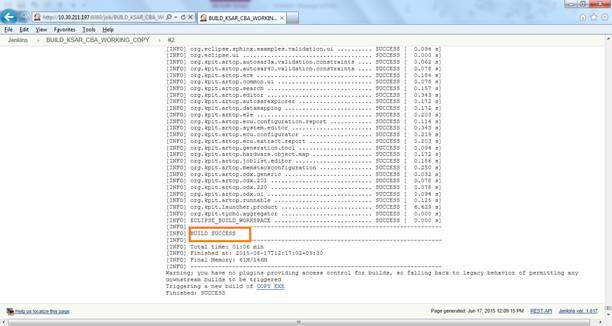 http://10.30.211.197:8080/job/BUILD_KSAR_CBA_W
BUILD_KSAR_CBA_WORKIN...
File Edit View Favorites Tools Help
Jenkins › BUILD_KSAR_CBA_WORKING_COPY › #2
[INFO] org.eclipse.sphinx.examples.validation.ui .......... SUCCESS [ 0.094 s]
[INFO] org.eclipse.ui ..................................... SUCCESS [ 0.000 s]
[INFO] org.kpit.artop.autosar3x.validation.constraints .... SUCCESS [ 0.062 s]
[INFO] org.kpit.artop.autosar40.validation.constraints .... SUCCESS [ 0.078 s]
[INFO] org.kpit.artop.ece ................................. SUCCESS [ 0.184 s]
[INFO] org.kpit.artop.common.ui ........................... SUCCESS [ 0.078 s]
[INFO] org.kpit.artop.search .............................. SUCCESS [ 0.157 s]
[INFO] org.kpit.artop.editor .............................. SUCCESS [ 0.343 s]
[INFO] org.kpit.artop.autosarexplorer ..................... SUCCESS [ 0.172 s]
[INFO] org.kpit.artop.datamapping ......................... SUCCESS [ 0.172 s]
[INFO] org.kpit.artop.e2e ................................. SUCCESS [ 0.203 s]
[INFO] org.kpit.artop.ecu.configuration.report ............ SUCCESS [ 0.114 s]
[INFO] org.kpit.artop.system.editor ....................... SUCCESS [ 0.343 s]
[INFO] org.kpit.artop.ecu.configurator .................... SUCCESS [ 0.219 s]
[INFO] org.kpit.artop.ecu.extract.report .................. SUCCESS [ 0.203 s]
[INFO] org.kpit.artop.generation.tool ..................... SUCCESS [ 0.094 s]
[INFO] org.kpit.artop.hardware.object.map ................. SUCCESS [ 0.172 s]
[INFO] org.kpit.artop.joblist.editor ...................... SUCCESS [ 0.156 s]
[INFO] org.kpit.artop.memstackconfiguration ............... SUCCESS [ 0.250 s]
[INFO] org.kpit.artop.odx.generic ......................... SUCCESS [ 0.032 s]
[INFO] org.kpit.artop.odx.201 ............................. SUCCESS [ 0.078 s]
[INFO] org.kpit.artop.odx.220 ............................. SUCCESS [ 0.078 s]
[INFO] org.kpit.artop.odx.ui .............................. SUCCESS [ 0.094 s]
[INFO] org.kpit.artop.runnable ............................ SUCCESS [ 0.125 s]
[INFO] org.kpit.launcher.product .......................... SUCCESS [ 6.629 s]
[INFO] org.kpit.tycho.aggregator .......................... SUCCESS [ 0.000 s]
[INFO] ECLIPSE_BUILD_WORKSPACE ............................ SUCCESS [ 0.000 s]
[INFO] ------------------------------------------------------------------------
[INFO] BUILD SUCCESS
[INFO] ------------------------------------------------------------------------
[INFO] Total time: 01:06 min
[INFO] Finished at: 2015-06-17T12:17:02+05:30
[INFO] Final Memory: 61M/146M
[INFO] ------------------------------------------------------------------------
Warning: you have no plugins providing access control for builds, so falling back to legacy behavior of permitting any
downstream builds to be triggered
Triggering a new build of COPY EXE
Finished: SUCCESS
Help us localize this page
Page generated: Jun 17, 2015 12:09:15 PM REST API Jenkins ver. 1.617